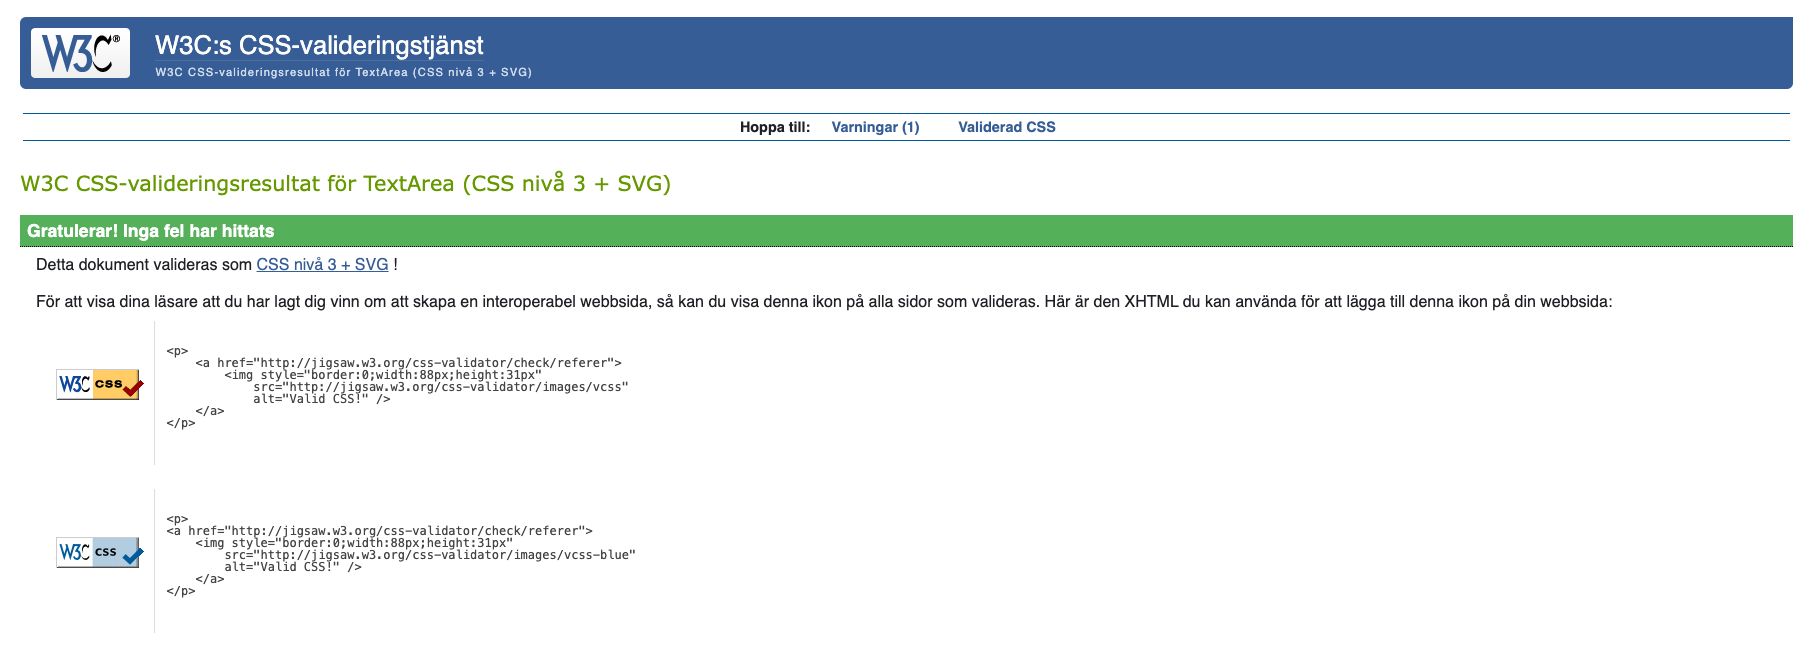 W3C®
W3C:s CSS-valideringstjänst
W3C CSS-valideringsresultat för TextArea (CSS nivå 3 + SVG)
Hoppa till: Varningar (1) Validerad CSS
W3C CSS-valideringsresultat för TextArea (CSS nivå 3 + SVG)
Gratulerar! Inga fel har hittats
Detta dokument valideras som CSS nivå 3 + SVG !
För att visa dina läsare att du har lagt dig vinn om att skapa en interoperabel webbsida, så kan du visa denna ikon på alla sidor som valideras. Här är den XHTML du kan använda för att lägga till denna ikon på din webbsida:
W3C CSS
<p>
    <a href="http://jigsaw.w3.org/css-validator/check/referer">
        <img style="border:0;width:88px;height:31px"
            src="http://jigsaw.w3.org/css-validator/images/vcss"
            alt="Valid CSS!" />
    </a>
</p>
W3C CSS
<p>
<a href="http://jigsaw.w3.org/css-validator/check/referer">
    <img style="border:0;width:88px;height:31px"
        src="http://jigsaw.w3.org/css-validator/images/vcss-blue"
        alt="Valid CSS!" />
    </a>
</p>